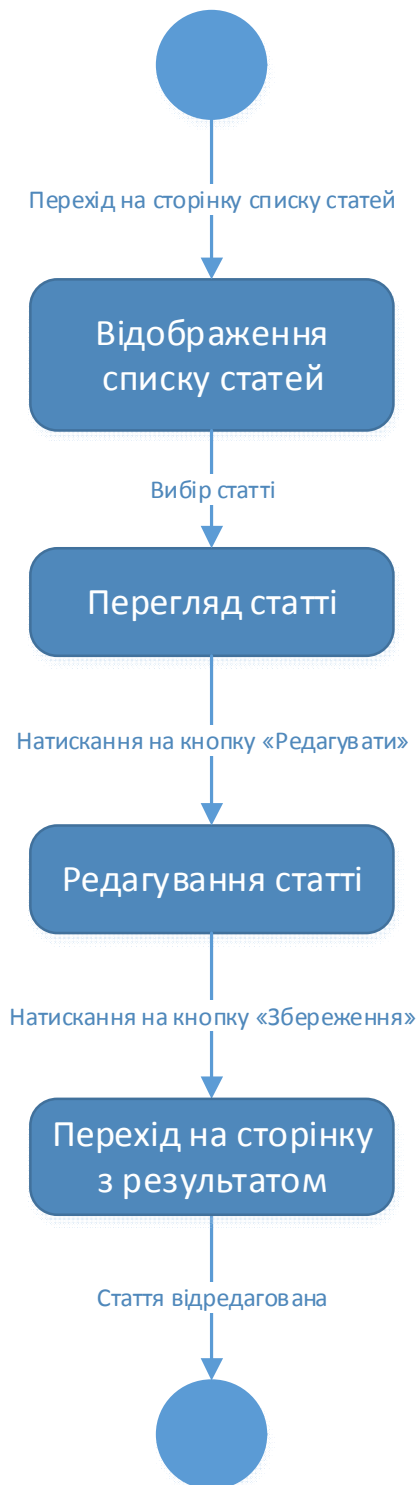 Перехід на сторінку списку статей
Відображення
списку статей
Вибір статті
Перегляд статті
Натискання на кнопку «Редагувати»
Редагування статті
Натискання на кнопку «Збереження»
Перехід на сторінку
з результатом
Стаття відредагована